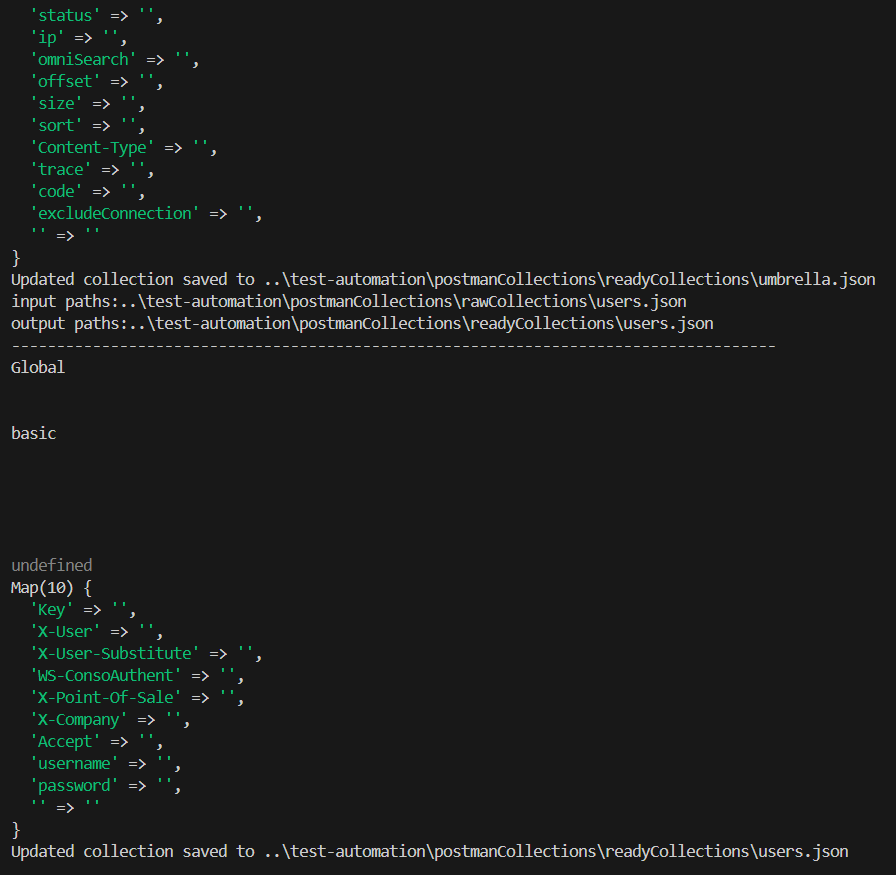 'status' => '',
'ip' => '',
'omniSearch' => '',
'offset' => '',
'size' => '',
'sort' => '',
'Content-Type' => '',
'trace' => '',
'code' => '',
'excludeConnection' => '',
'' => ''
}
Updated collection saved to ..\test-automation\postmanCollections\readyCollections\umbrella.json
input paths:..\test-automation\postmanCollections\rawCollections\users.json
output paths:..\test-automation\postmanCollections\readyCollections\users.json
-------------------------------------------------------------------------------------
Global
basic
undefined
Map(10) {
'Key' => '',
'X-User' => '',
'X-User-Substitute' => '',
'WS-ConsoAuthent' => '',
'X-Point-Of-Sale' => '',
'X-Company' => '',
'Accept' => '',
'username' => '',
'password' => '',
'' => ''
}
Updated collection saved to ..\test-automation\postmanCollections\readyCollections\users.json